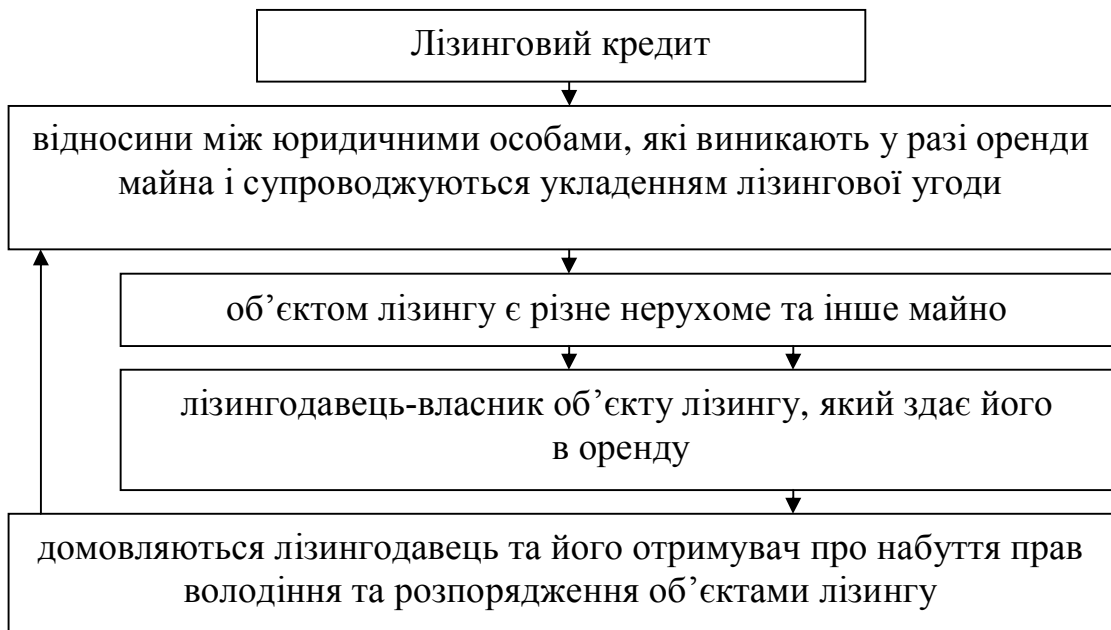 Лізинговий кредит
відносини між юридичними особами, які виникають у разі оренди
майна і супроводжуються укладенням лізингової угоди
об’єктом лізингу є різне нерухоме та інше майно
лізингодавець-власник об’єкту лізингу, який здає його
в оренду
домовляються лізингодавець та його отримувач про набуття прав
володіння та розпорядження об’єктами лізингу